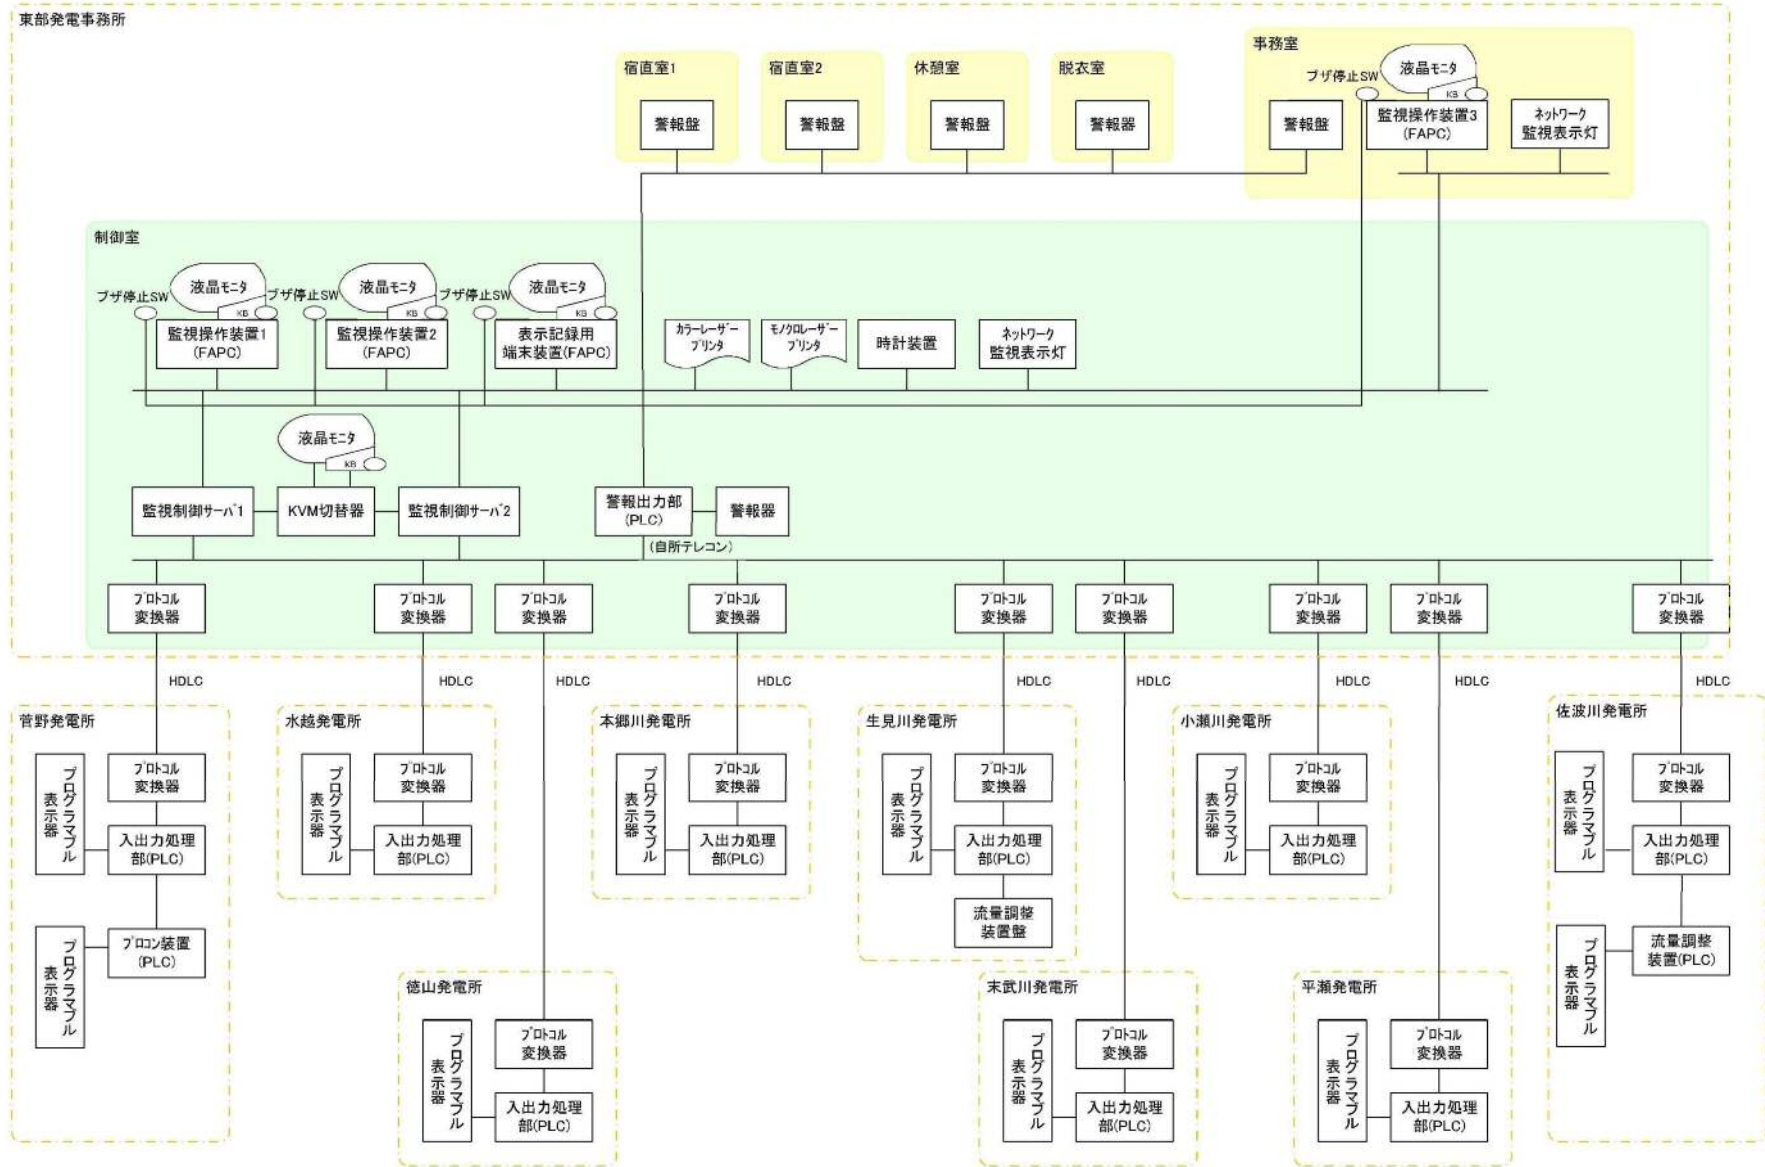 東部発電事務所
宿直室1
宿直室2
休憩室
脱衣室
事務室
警報盤
警報盤
警報盤
警報器
警報盤
ブザ停止SW
液晶モニタ
KB
監視操作装置3
(FAPC)
ネットワーク
監視表示灯
制御室
ブザ停止SW
液晶モニタ
KB
監視操作装置1
(FAPC)
ブザ停止SW
液晶モニタ
KB
監視操作装置2
(FAPC)
ブザ停止SW
液晶モニタ
KB
表示記録用
端末装置(FAPC)
カラーレーザー
プリンタ
モノクロレーザー
プリンタ
時計装置
ネットワーク
監視表示灯
液晶モニタ
KB
監視制御サーバ1
KVM切替器
監視制御サーバ2
警報出力部
(PLC)
警報器
(自所テレコン)
プロトコル
変換器
プロトコル
変換器
プロトコル
変換器
プロトコル
変換器
プロトコル
変換器
プロトコル
変換器
プロトコル
変換器
プロトコル
変換器
プロトコル
変換器
HDLC
HDLC
HDLC
HDLC
HDLC
HDLC
HDLC
HDLC
HDLC
菅野発電所
プログラマブル
表示器
プロトコル
変換器
入出力処理
部(PLC)
プログラマブル
表示器
プロコン装置
(PLC)
水越発電所
プログラマブル
表示器
プロトコル
変換器
入出力処理
部(PLC)
本郷川発電所
プログラマブル
表示器
プロトコル
変換器
入出力処理
部(PLC)
生見川発電所
プログラマブル
表示器
プロトコル
変換器
入出力処理
部(PLC)
流量調整
装置盤
小瀬川発電所
プログラマブル
表示器
プロトコル
変換器
入出力処理
部(PLC)
佐波川発電所
プログラマブル
表示器
プロトコル
変換器
入出力処理
部(PLC)
プログラマブル
表示器
流量調整
装置(PLC)
徳山発電所
プログラマブル
表示器
プロトコル
変換器
入出力処理
部(PLC)
末武川発電所
プログラマブル
表示器
プロトコル
変換器
入出力処理
部(PLC)
平瀬発電所
プログラマブル
表示器
プロトコル
変換器
入出力処理
部(PLC)